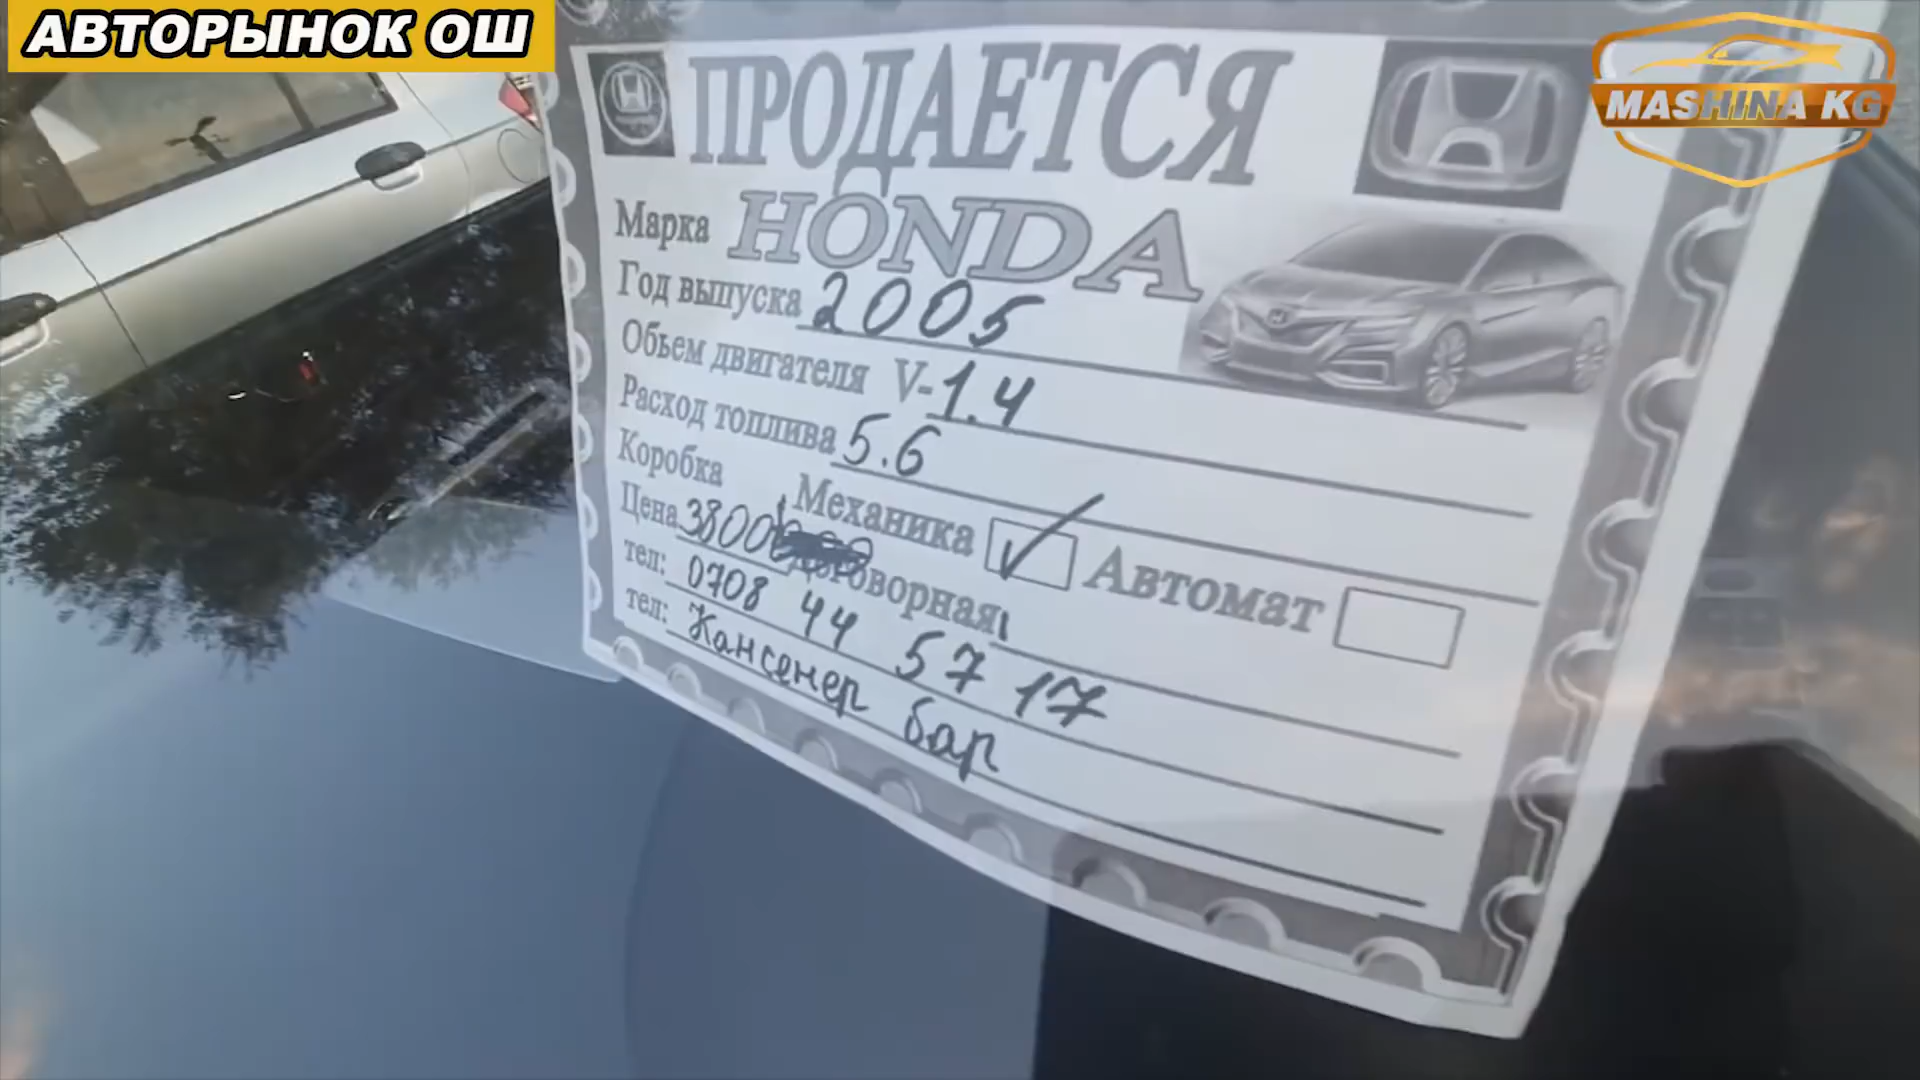 АВТОРЫНОК ОШ
MASHINA KG
ПРОДАЕТСЯ
Марка HONDA
Год выпуска 2005
Обьем двигателя V-1.4
Расход топлива 5.6
Коробка Механика ✓ Автомат
Цена 3800 договорная
тел: 0708 44 57 17
тел: Кансенер бар